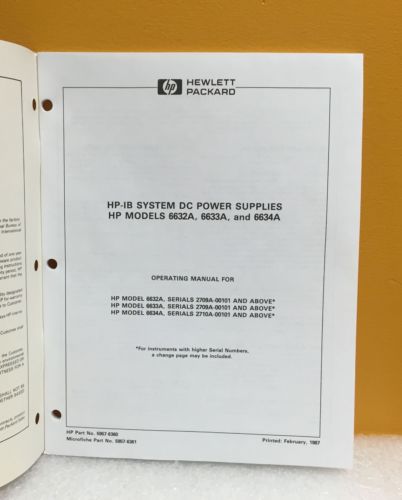 hp HEWLETT
PACKARD
HP-IB SYSTEM DC POWER SUPPLIES
HP MODELS 6632A, 6633A, and 6634A
OPERATING MANUAL FOR
HP MODEL 6632A, SERIALS 2709A-00101 AND ABOVE*
HP MODEL 6633A, SERIALS 2709A-00101 AND ABOVE*
HP MODEL 6634A, SERIALS 2710A-00101 AND ABOVE*
*For instruments with higher Serial Numbers,
a change page may be included.
HP Part No. 5957-6360
Microfiche Part No. 5957-6361
Printed: February, 1987